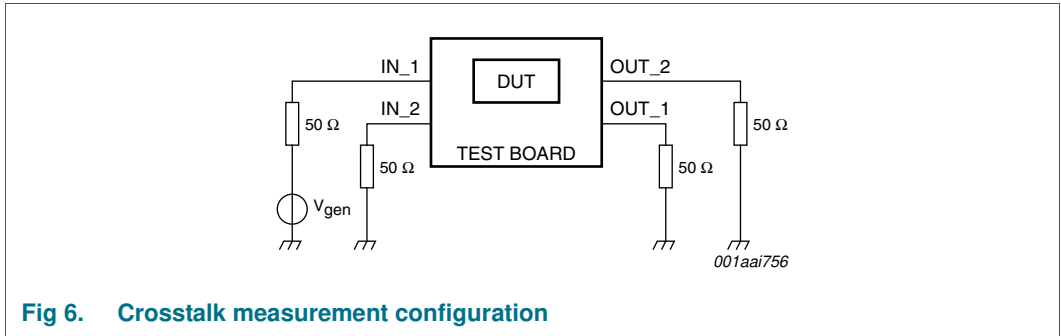 IN_1
OUT_2
DUT
IN_2
OUT_1
50 Ω
50 Ω
TEST BOARD
50 Ω
50 Ω
Vgen
001aai756
Fig 6. Crosstalk measurement configuration